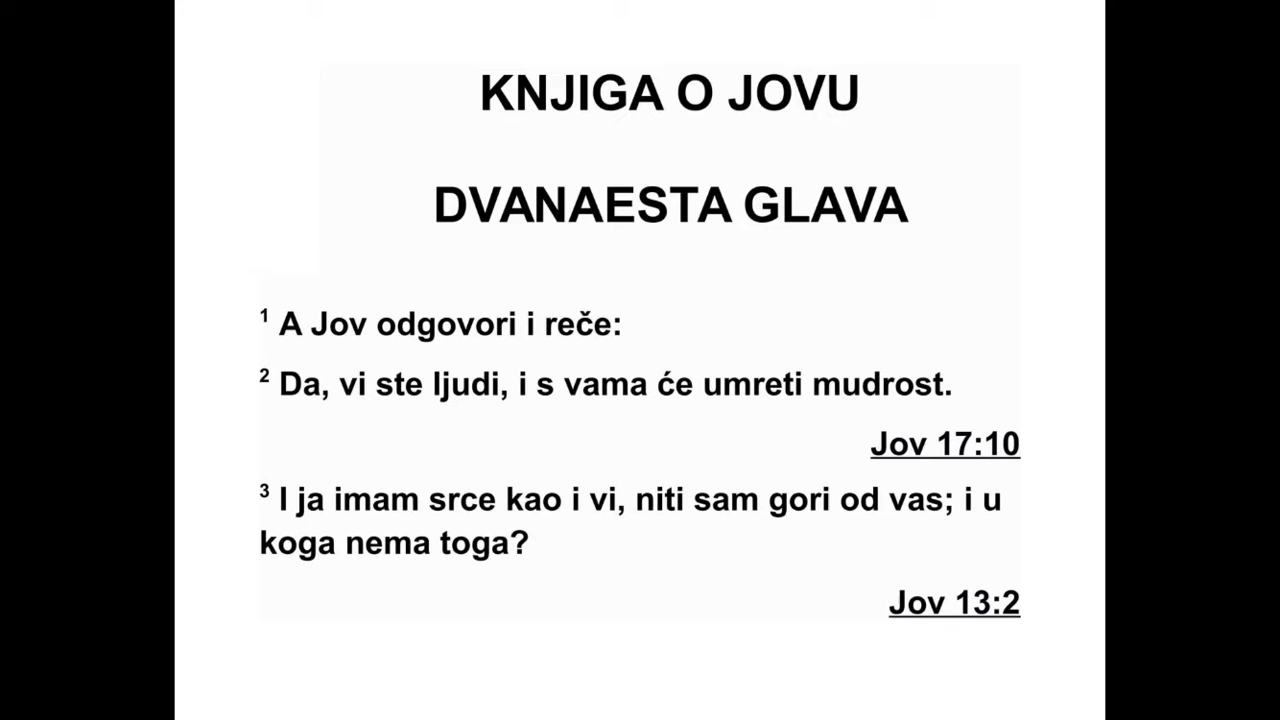 KNJIGA O JOVU
DVANAESTA GLAVA
1 A Jov odgovori i reče:
2 Da, vi ste ljudi, i s vama će umreti mudrost.
Jov 17:10
3 I ja imam srce kao i vi, niti sam gori od vas; i u
koga nema toga?
Jov 13:2